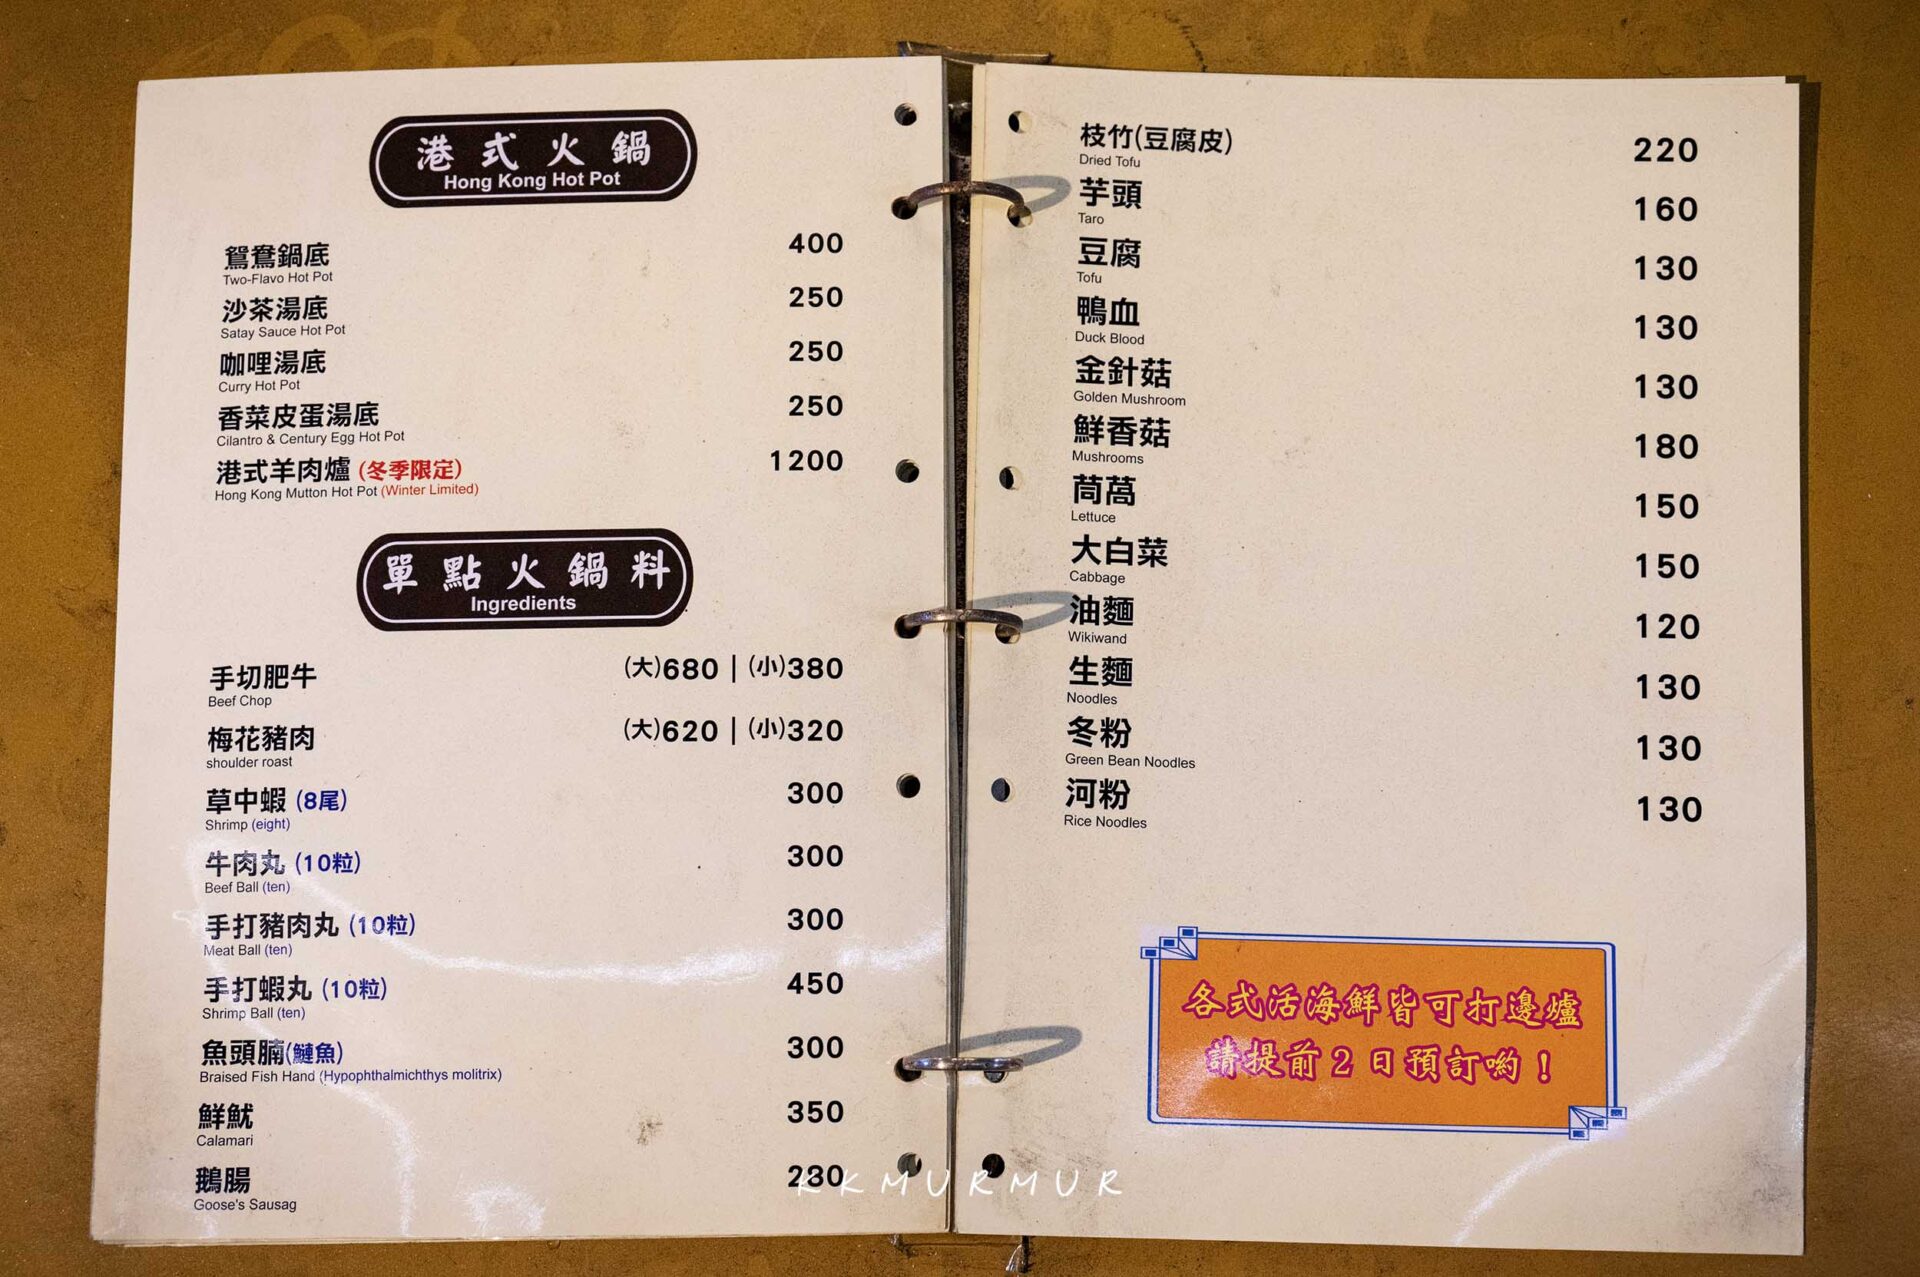 港式火鍋
Hong Kong Hot Pot
鴛鴦鍋底 400
Two-Flavo Hot Pot
沙茶湯底 250
Satay Sauce Hot Pot
咖哩湯底 250
Curry Hot Pot
香菜皮蛋湯底 250
Cilantro & Century Egg Hot Pot
港式羊肉爐 (冬季限定) 1200
Hong Kong Mutton Hot Pot (Winter Limited)
單點火鍋料
Ingredients
手切肥牛 (大)680 | (小)380
Beef Chop
梅花豬肉 (大)620 | (小)320
shoulder roast
草中蝦 (8尾) 300
Shrimp (eight)
牛肉丸 (10粒) 300
Beef Ball (ten)
手打豬肉丸 (10粒) 300
Meat Ball (ten)
手打蝦丸 (10粒) 450
Shrimp Ball (ten)
魚頭腩(鰱魚) 300
Braised Fish Hand (Hypophthalmichthys molitrix)
鮮魷 350
Calamari
鵝腸 280
Goose's Sausag
枝竹(豆腐皮) 220
Dried Tofu
芋頭 160
Taro
豆腐 130
Tofu
鴨血 130
Duck Blood
金針菇 130
Golden Mushroom
鮮香菇 180
Mushrooms
茼萵 150
Lettuce
大白菜 150
Cabbage
油麵 120
Wikiwand
生麵 130
Noodles
冬粉 130
Green Bean Noodles
河粉 130
Rice Noodles
各式活海鮮皆可打邊爐
請提前2日預訂喲！
KKMURMUR